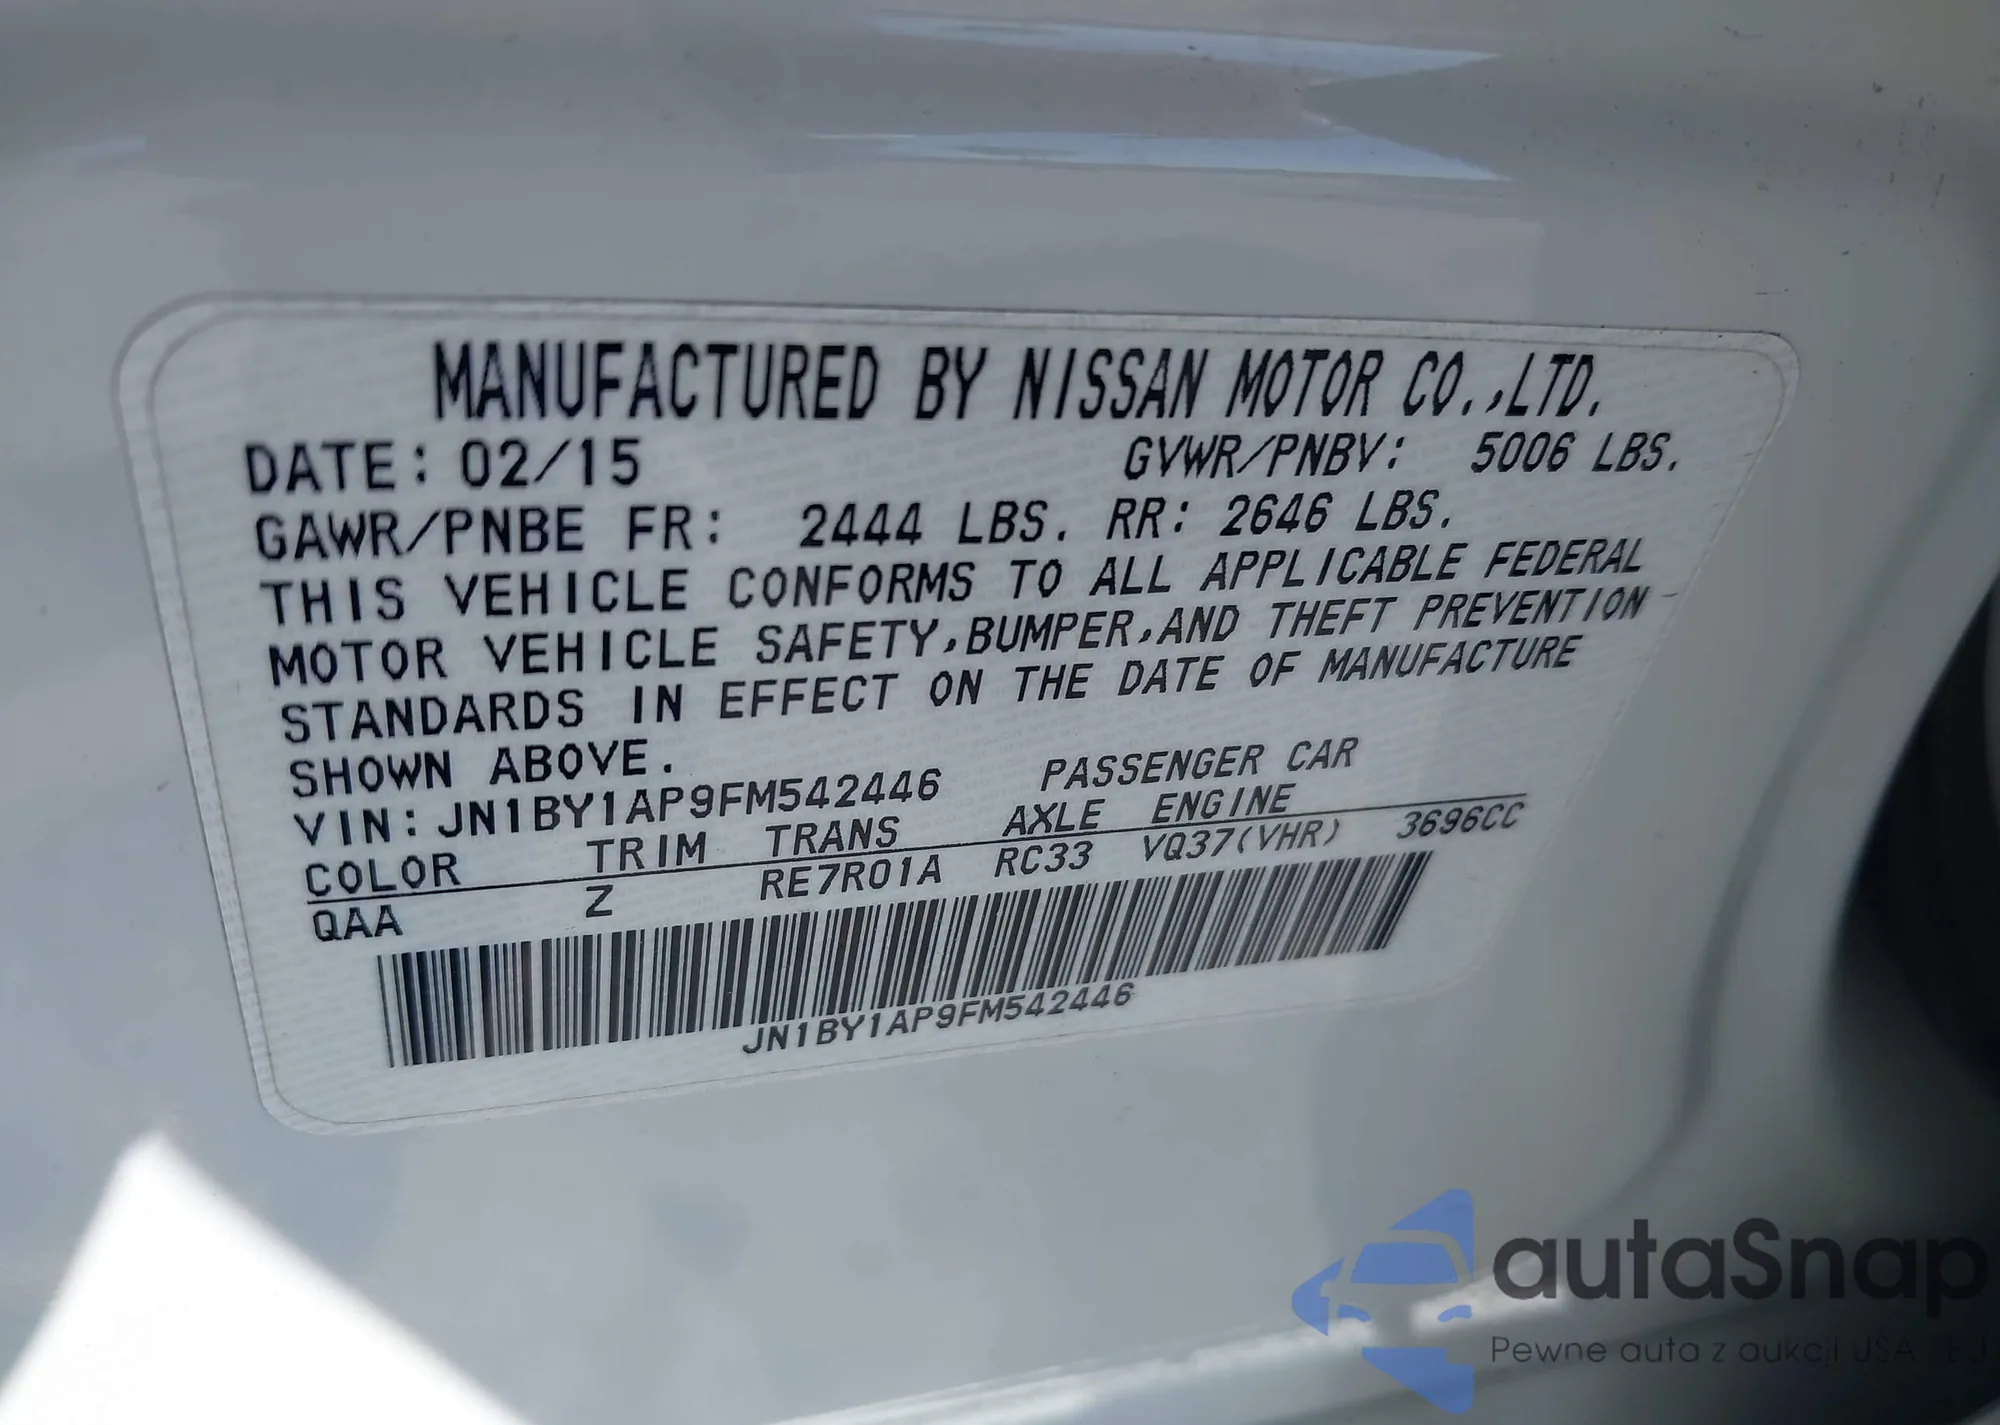 MANUFACTURED BY NISSAN MOTOR CO.,LTD.
DATE: 02/15 GVWR/PNBV: 5006 LBS.
GAWR/PNBE FR: 2444 LBS. RR: 2646 LBS.
THIS VEHICLE CONFORMS TO ALL APPLICABLE FEDERAL
MOTOR VEHICLE SAFETY,BUMPER,AND THEFT PREVENTION
STANDARDS IN EFFECT ON THE DATE OF MANUFACTURE
SHOWN ABOVE.
VIN: JN1BY1AP9FM542446 PASSENGER CAR
COLOR TRIM TRANS AXLE ENGINE
QAA Z RE7R01A RC33 VQ37(VHR) 3696CC
JN1BY1AP9FM542446
autaSnap
Pewne auta z aukcji USA